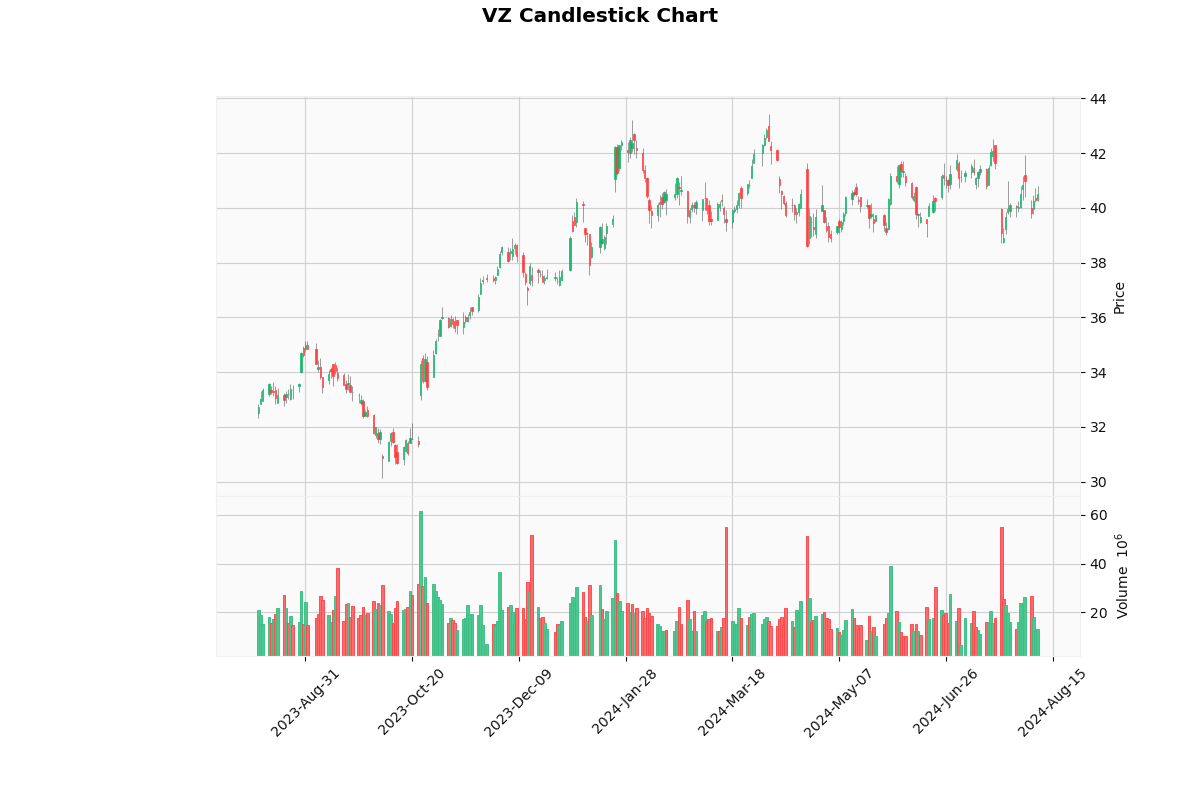 VZ Candlestick Chart
44
42
40
38
36
34
32
30
Price
60
40
20
Volume 10⁶
2023-Aug-31
2023-Oct-20
2023-Dec-09
2024-Jan-28
2024-Mar-18
2024-May-07
2024-Jun-26
2024-Aug-15